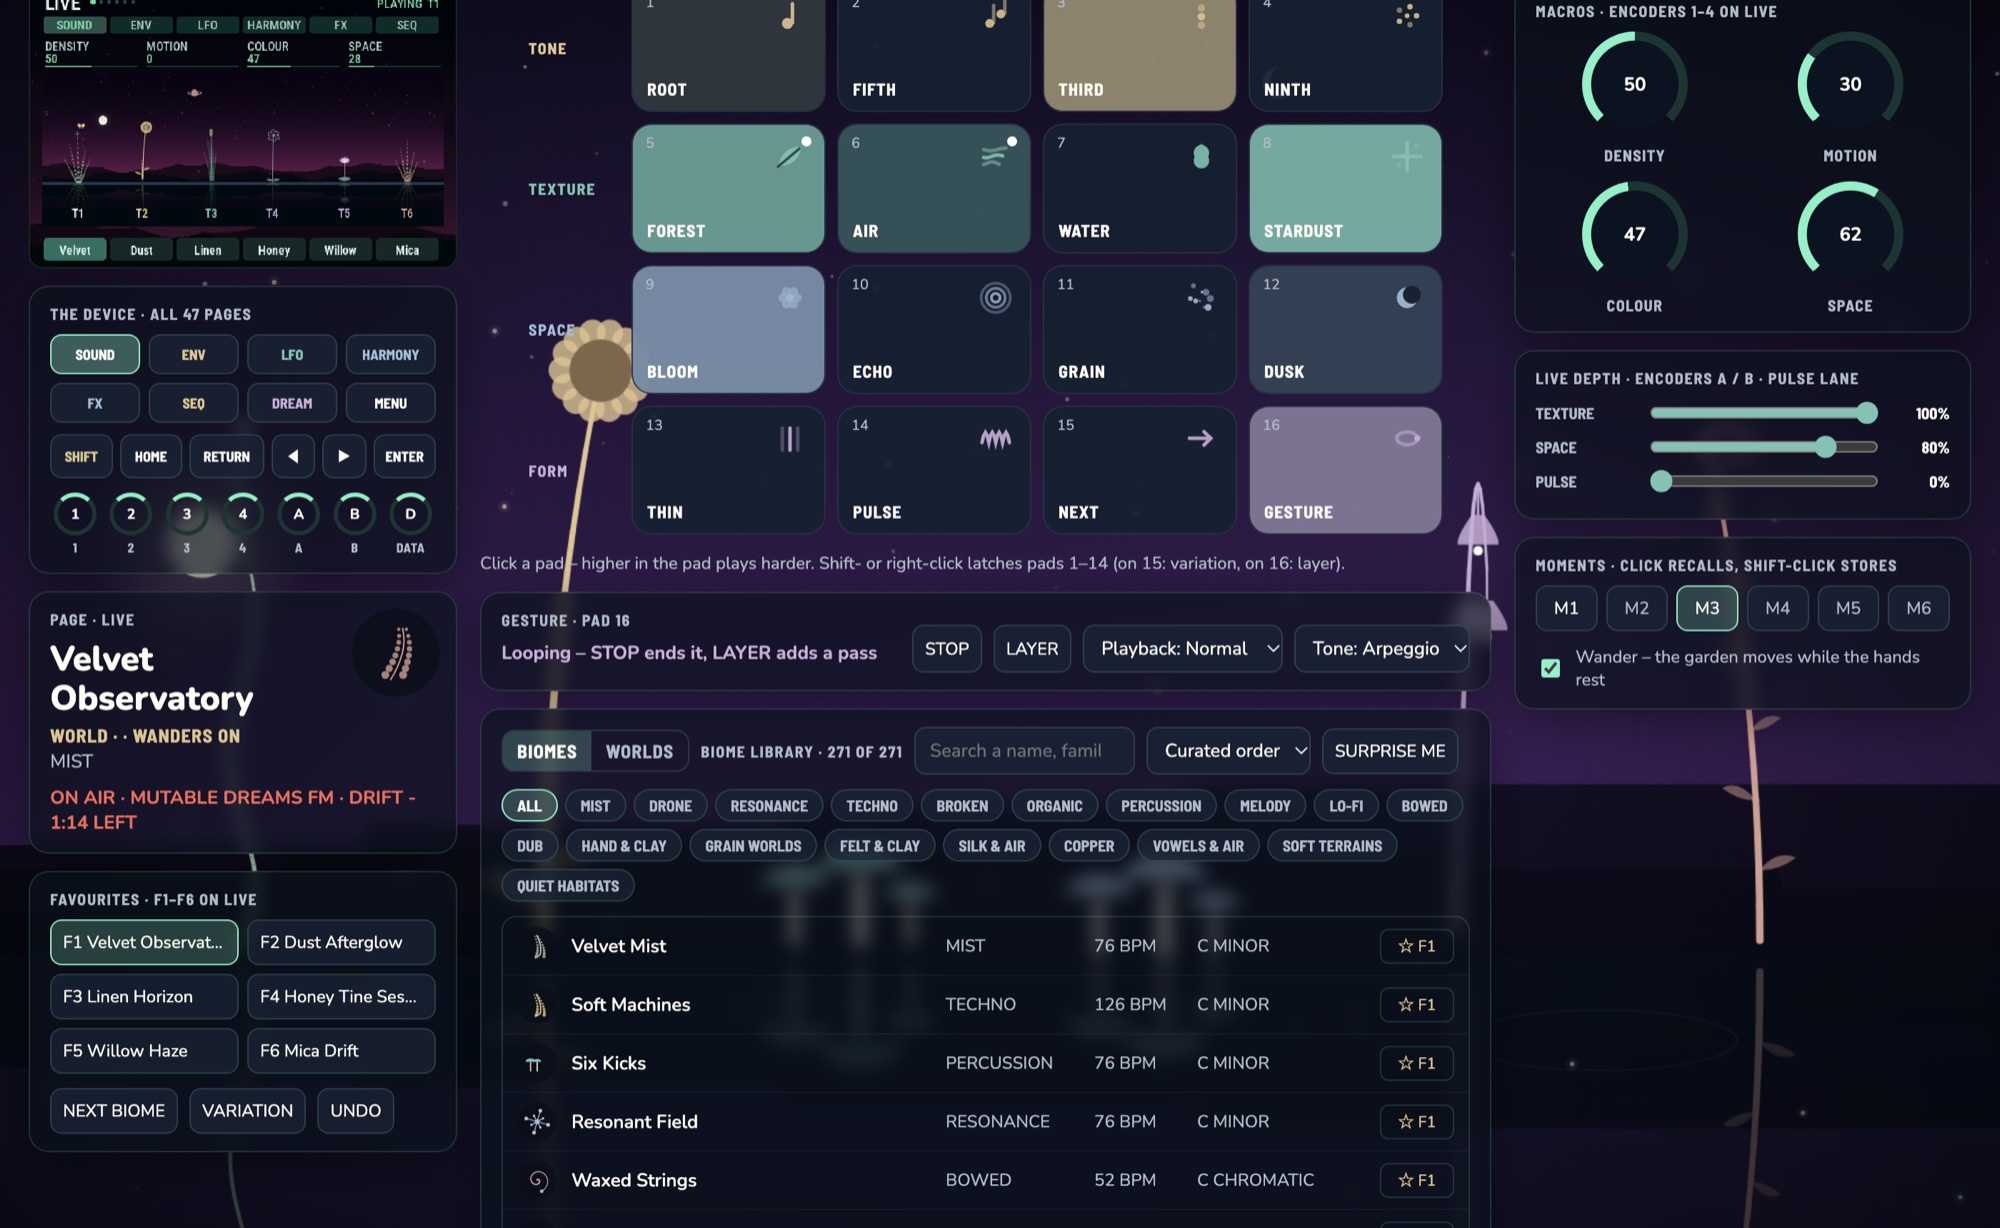 LIVE
PLAYING T1
SOUND ENV LFO HARMONY FX SEQ
DENSITY MOTION COLOUR SPACE
50 0 47 28
T1 T2 T3 T4 T5 T6
Velvet Dust Linen Honey Willow Mica
THE DEVICE · ALL 47 PAGES
SOUND ENV LFO HARMONY
FX SEQ DREAM MENU
SHIFT HOME RETURN ◀ ▶ ENTER
1 2 3 4 A B D
1 2 3 4 A B DATA
PAGE · LIVE
Velvet
Observatory
WORLD · · WANDERS ON
MIST
ON AIR · MUTABLE DREAMS FM · DRIFT -
1:14 LEFT
FAVOURITES · F1–F6 ON LIVE
F1 Velvet Observat... F2 Dust Afterglow
F3 Linen Horizon F4 Honey Tine Ses...
F5 Willow Haze F6 Mica Drift
NEXT BIOME VARIATION UNDO
TONE
1 2 3 4
ROOT FIFTH THIRD NINTH
TEXTURE
5 6 7 8
FOREST AIR WATER STARDUST
SPACE
9 10 11 12
BLOOM ECHO GRAIN DUSK
FORM
13 14 15 16
THIN PULSE NEXT GESTURE
Click a pad – higher in the pad plays harder. Shift- or right-click latches pads 1–14 (on 15: variation, on 16: layer).
GESTURE · PAD 16
Looping – STOP ends it, LAYER adds a pass
STOP LAYER Playback: Normal Tone: Arpeggio
BIOMES WORLDS BIOME LIBRARY · 271 OF 271 Search a name, famil Curated order SURPRISE ME
ALL MIST DRONE RESONANCE TECHNO BROKEN ORGANIC PERCUSSION MELODY LO-FI BOWED
DUB HAND & CLAY GRAIN WORLDS FELT & CLAY SILK & AIR COPPER VOWELS & AIR SOFT TERRAINS
QUIET HABITATS
Velvet Mist MIST 76 BPM C MINOR ☆ F1
Soft Machines TECHNO 126 BPM C MINOR ☆ F1
Six Kicks PERCUSSION 76 BPM C MINOR ☆ F1
Resonant Field RESONANCE 76 BPM C MINOR ☆ F1
Waxed Strings BOWED 52 BPM C CHROMATIC ☆ F1
MACROS · ENCODERS 1–4 ON LIVE
50 30
DENSITY MOTION
47 62
COLOUR SPACE
LIVE DEPTH · ENCODERS A / B · PULSE LANE
TEXTURE 100%
SPACE 80%
PULSE 0%
MOMENTS · CLICK RECALLS, SHIFT-CLICK STORES
M1 M2 M3 M4 M5 M6
Wander – the garden moves while the hands
rest